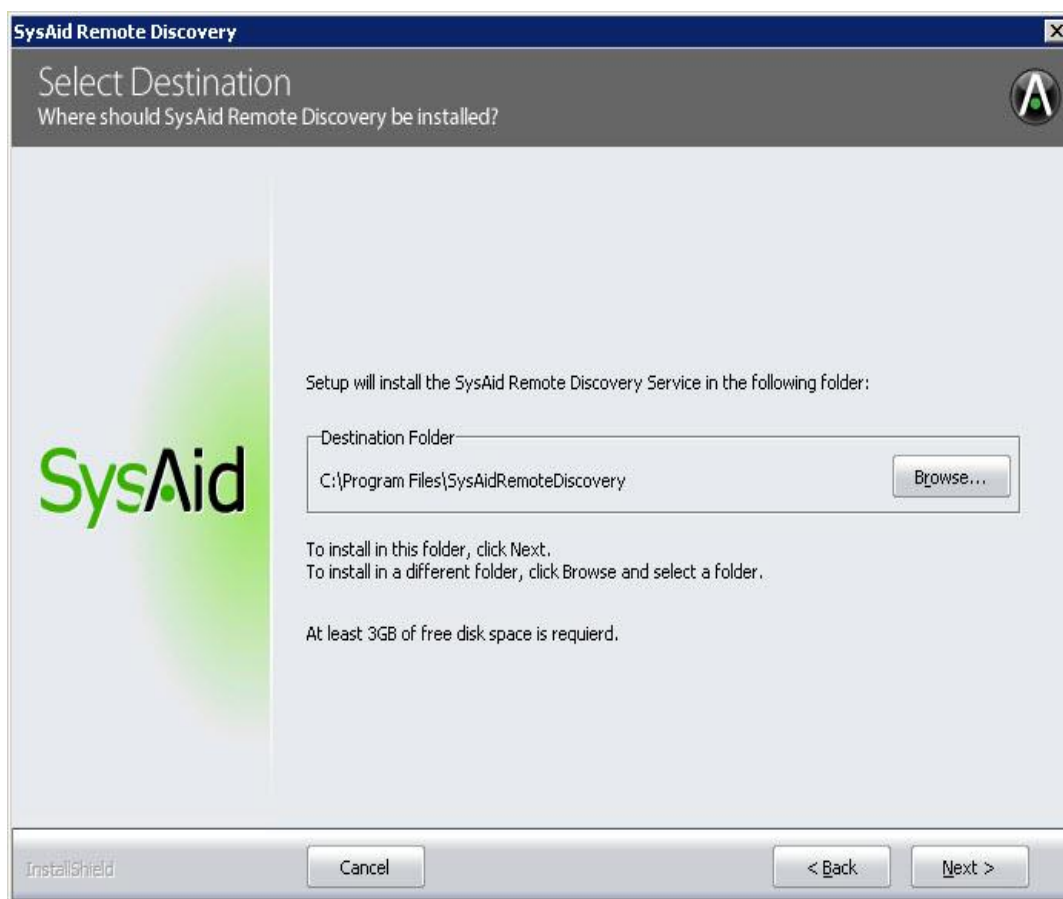 SysAid Remote Discovery
Select Destination
Where should SysAid Remote Discovery be installed?
Setup will install the SysAid Remote Discovery Service in the following folder:
Destination Folder
C:\Program Files\SysAidRemoteDiscovery
Browse...
SysAid
To install in this folder, click Next.
To install in a different folder, click Browse and select a folder.
At least 3GB of free disk space is requierd.
InstallShield
Cancel
< Back
Next >